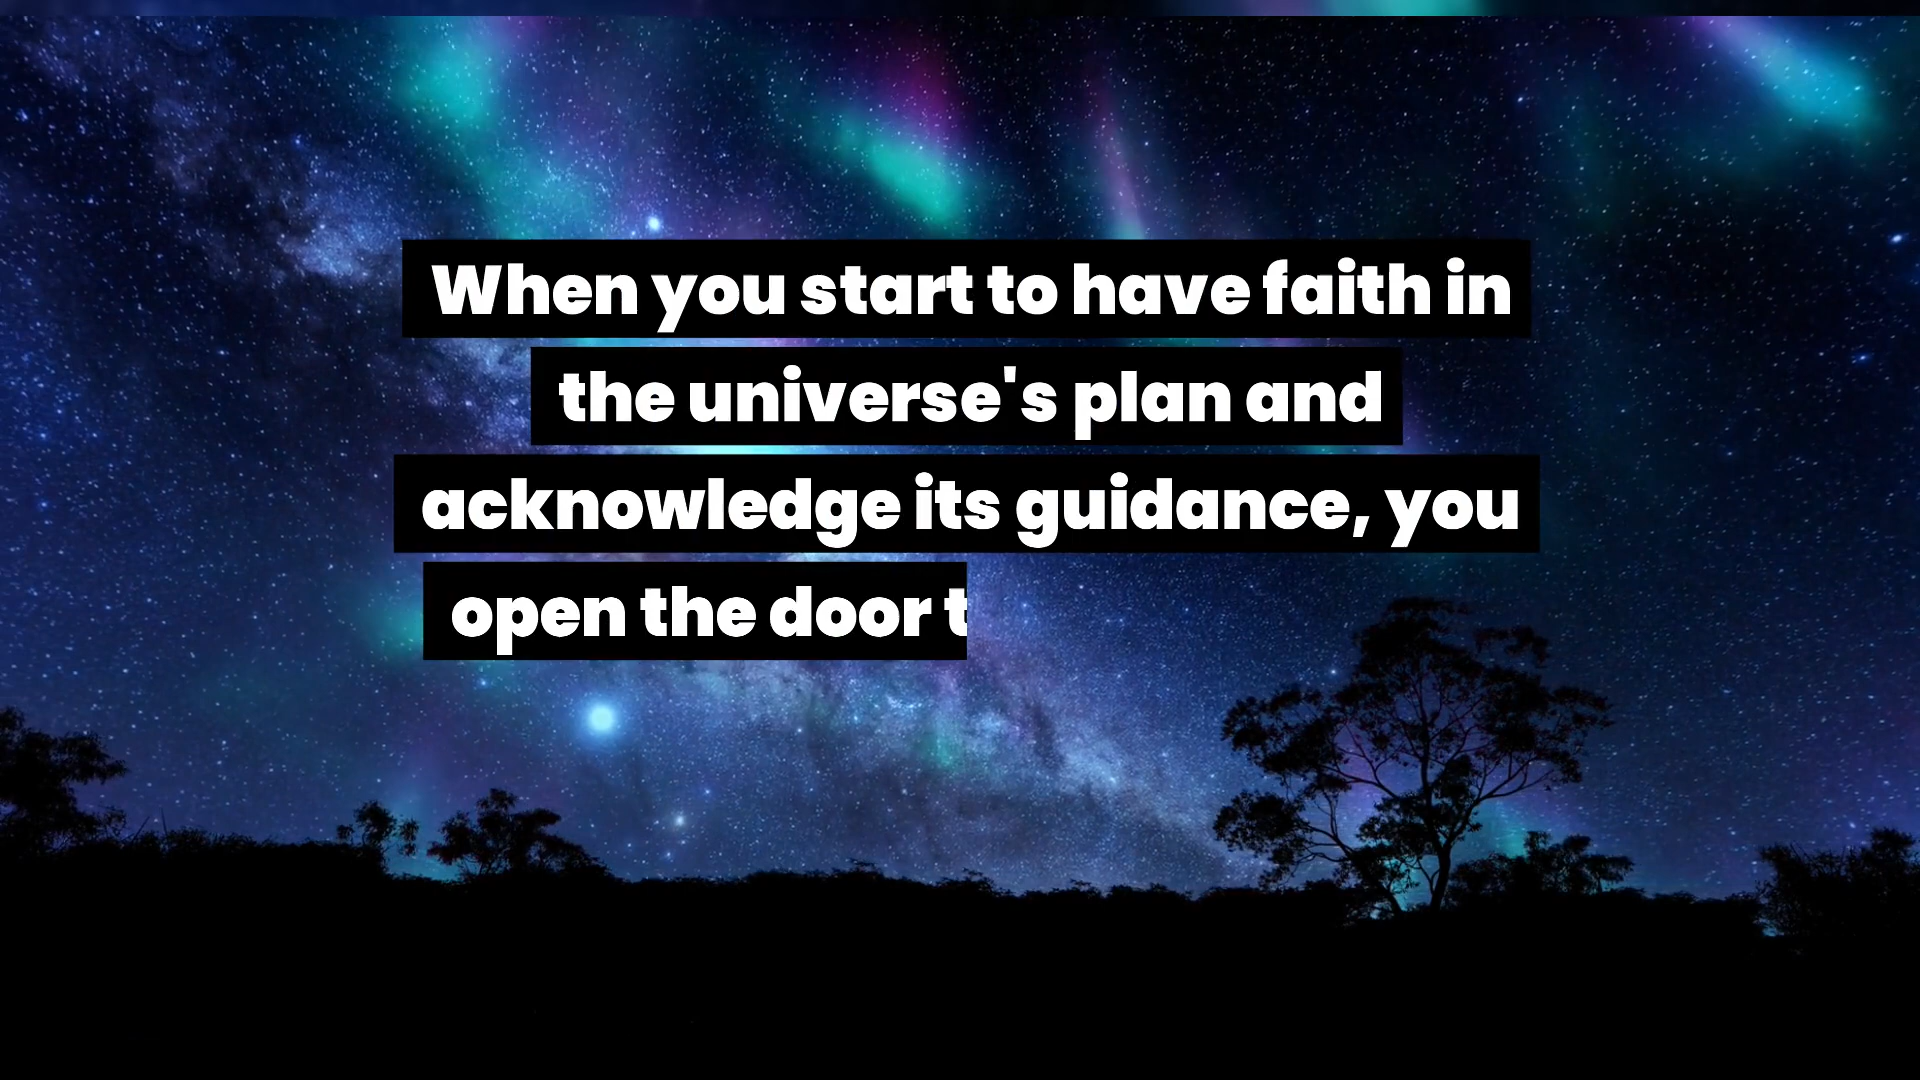 When you start to have faith in
the universe's plan and
acknowledge its guidance, you
open the door t